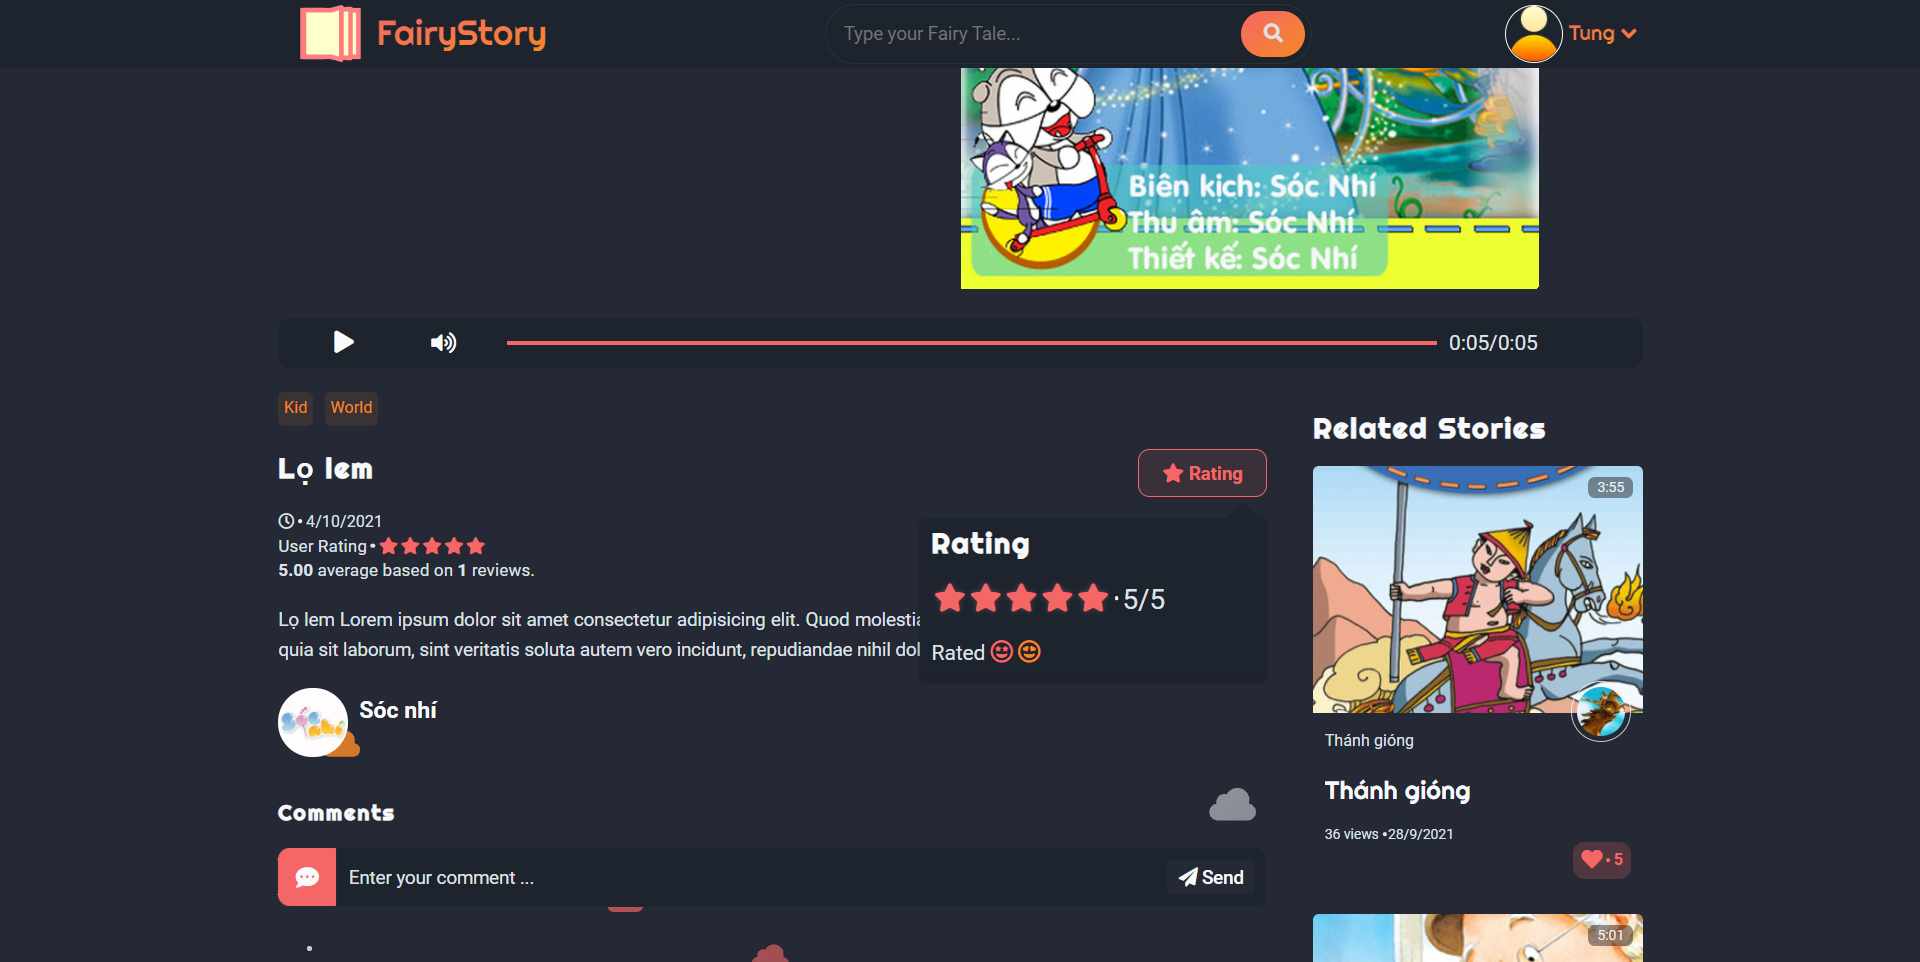 FairyStory
Type your Fairy Tale...
Tung
Biên kịch: Sóc Nhí
Thu âm: Sóc Nhí
Thiết kế: Sóc Nhí
0:05/0:05
Kid
World
Lọ lem
Rating
• 4/10/2021
User Rating •
5.00 average based on 1 reviews.
Rating
· 5/5
Rated
Lọ lem Lorem ipsum dolor sit amet consectetur adipisicing elit. Quod
quia sit laborum, sint veritatis soluta autem vero incidunt, repudiandae nihil
Sóc nhí
Comments
Enter your comment ...
Send
Related Stories
3:55
Thánh gióng
Thánh gióng
36 views •28/9/2021
• 5
5:01